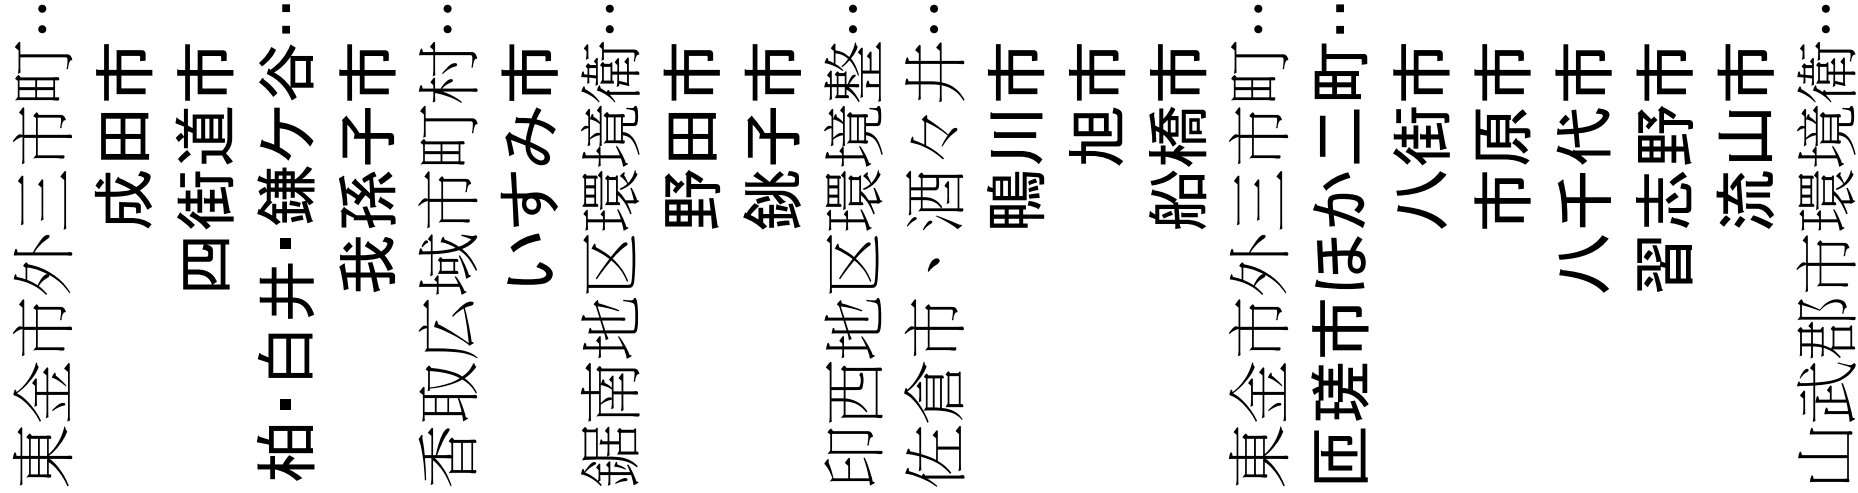 東金市外三市町…
成田市
四街道市
柏・白井・鎌ケ谷…
我孫子市
香取広域市町村…
いすみ市
鋸南地区環境衛…
野田市
銚子市
印西地区環境整…
佐倉市、酒々井…
鴨川市
旭市
船橋市
東金市外三市町…
匝瑳市ほか二町…
八街市
市原市
八千代市
習志野市
流山市
山武郡市環境衛…